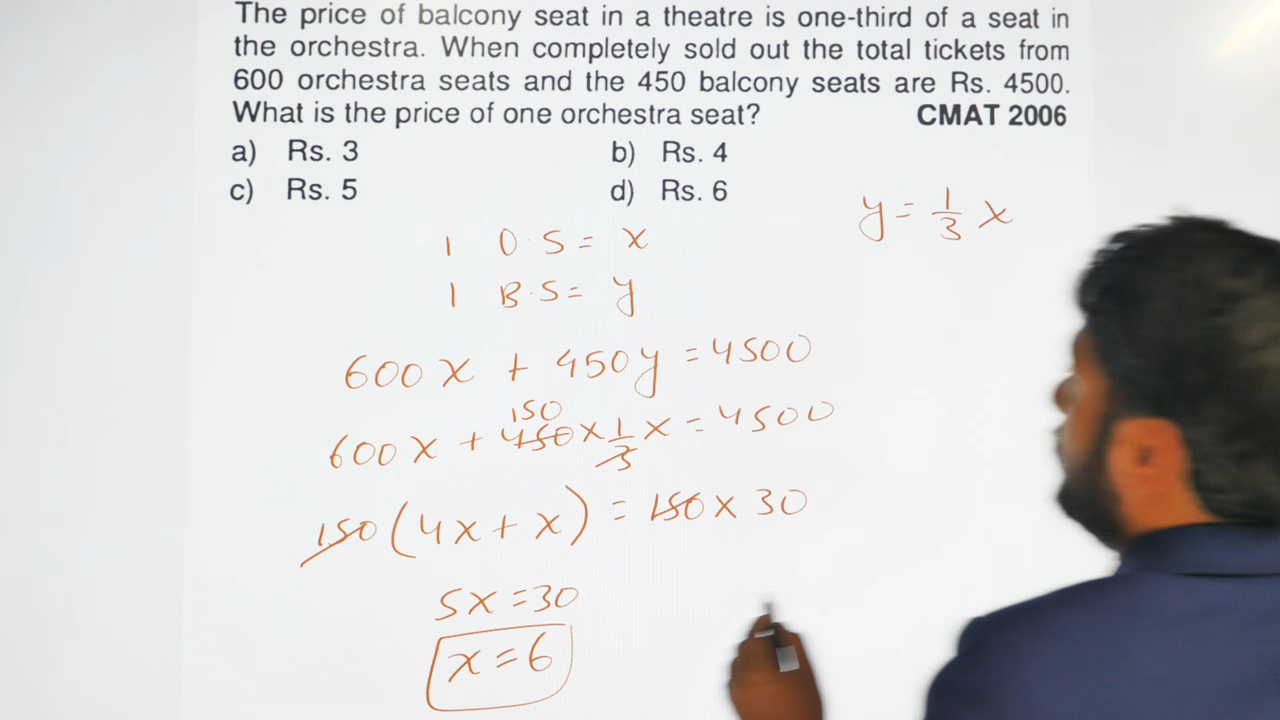 The price of balcony seat in a theatre is one-third of a seat in
the orchestra. When completely sold out the total tickets from
600 orchestra seats and the 450 balcony seats are Rs. 4500.
What is the price of one orchestra seat? CMAT 2006
a) Rs. 3 b) Rs. 4
c) Rs. 5 d) Rs. 6
y = 1/3 x
1 O.S = x
1 B.S = y
600x + 450y = 4500
150
600x + 450 x 1/3 x = 4500
150(4x + x) = 150 x 30
5x = 30
x = 6